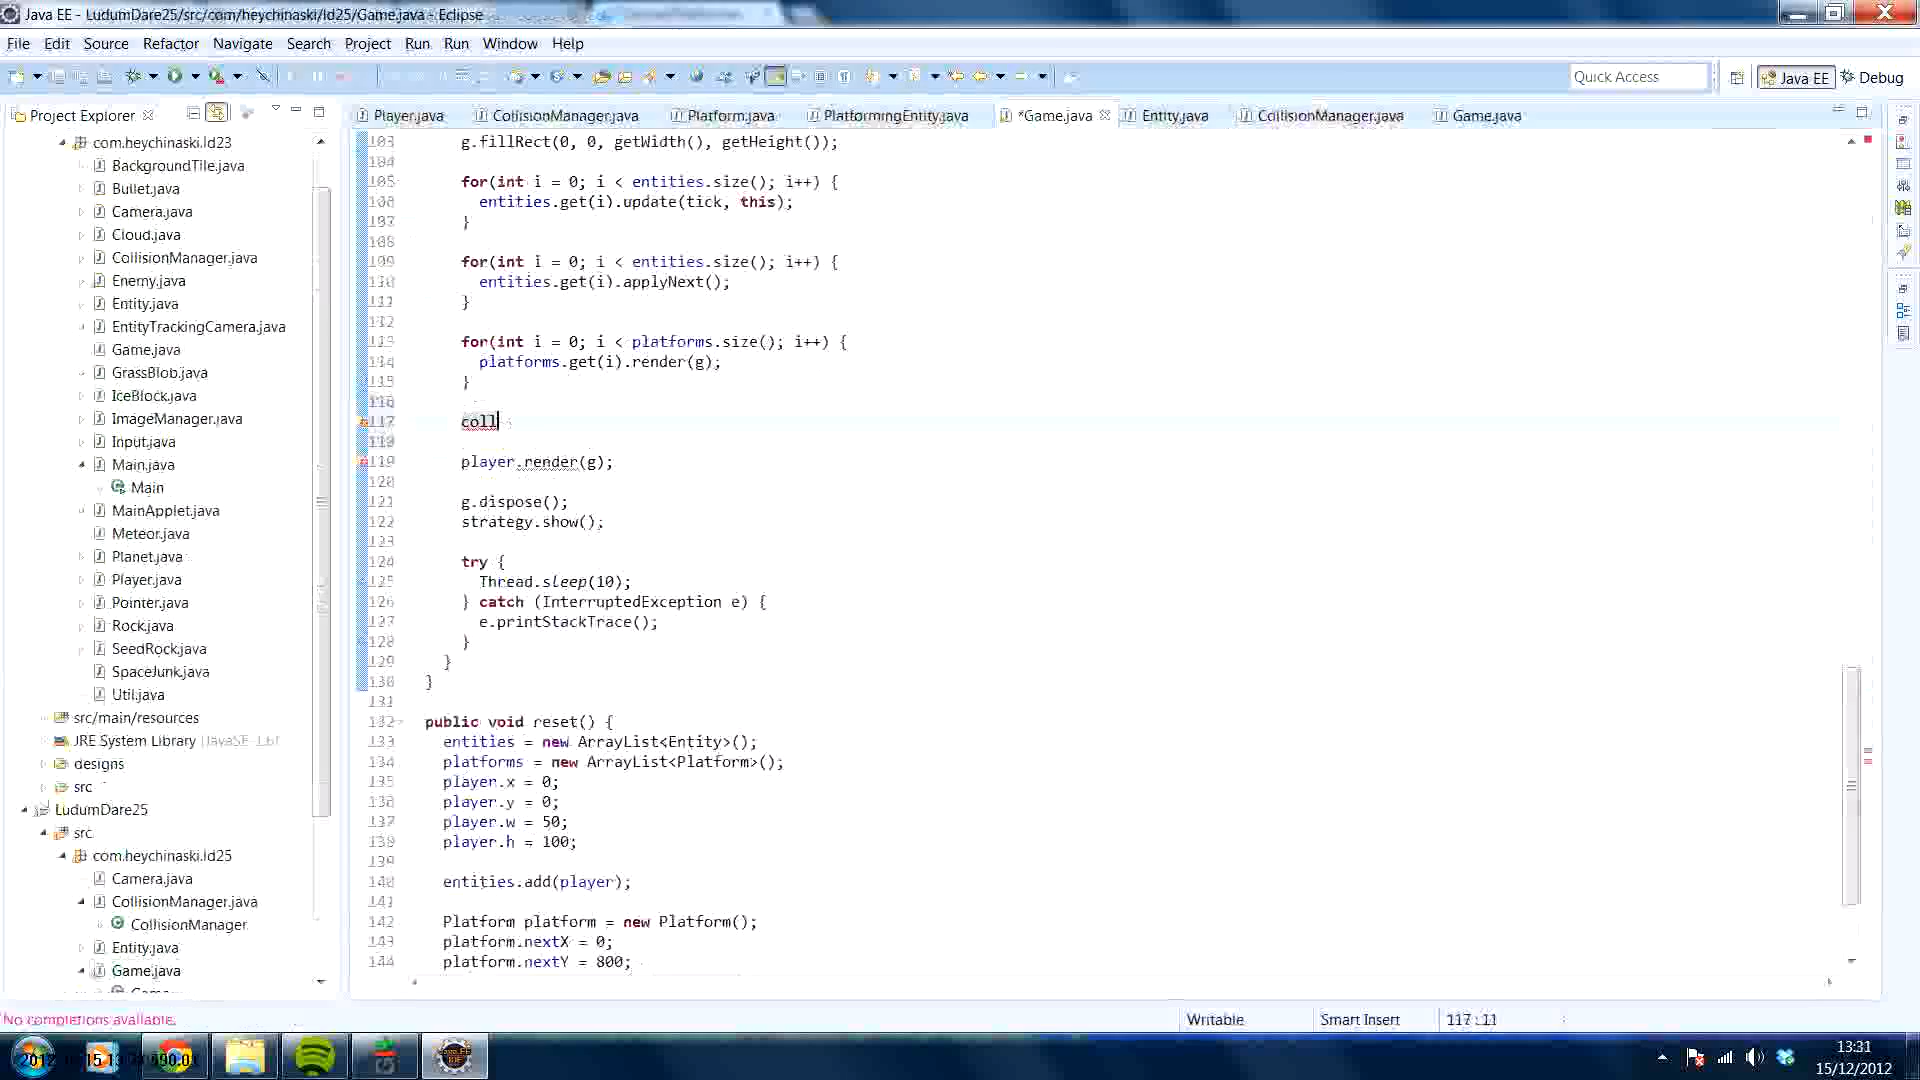 Java EE - LudumDare25/src/com/heychinaski/ld25/Game.java - Eclipse
File Edit Source Refactor Navigate Search Project Run Run Window Help
Quick Access
Java EE
Debug
Project Explorer
Player.java
CollisionManager.java
Platform.java
PlatformingEntity.java
*Game.java
Entity.java
CollisionManager.java
Game.java
com.heychinaski.ld23
BackgroundTile.java
Bullet.java
Camera.java
Cloud.java
CollisionManager.java
Enemy.java
Entity.java
EntityTrackingCamera.java
Game.java
GrassBlob.java
IceBlock.java
ImageManager.java
Input.java
Main.java
Main
MainApplet.java
Meteor.java
Planet.java
Player.java
Pointer.java
Rock.java
SeedRock.java
SpaceJunk.java
Util.java
src/main/resources
JRE System Library
designs
src
LudumDare25
src
com.heychinaski.ld25
Camera.java
CollisionManager.java
CollisionManager
Entity.java
Game.java
103 g.fillRect(0, 0, getWidth(), getHeight());
104
105 for(int i = 0; i < entities.size(); i++) {
106 entities.get(i).update(tick, this);
107 }
108
109 for(int i = 0; i < entities.size(); i++) {
110 entities.get(i).applyNext();
111 }
112
113 for(int i = 0; i < platforms.size(); i++) {
114 platforms.get(i).render(g);
115 }
116
117 coll
118
119 player.render(g);
120
121 g.dispose();
122 strategy.show();
123
124 try {
125 Thread.sleep(10);
126 } catch (InterruptedException e) {
127 e.printStackTrace();
128 }
129 }
130 }
131
132 public void reset() {
133 entities = new ArrayList<Entity>();
134 platforms = new ArrayList<Platform>();
135 player.x = 0;
136 player.y = 0;
137 player.w = 50;
138 player.h = 100;
139
140 entities.add(player);
141
142 Platform platform = new Platform();
143 platform.nextX = 0;
144 platform.nextY = 800;
No completions available.
Writable
Smart Insert
117 : 11
13:31
15/12/2012